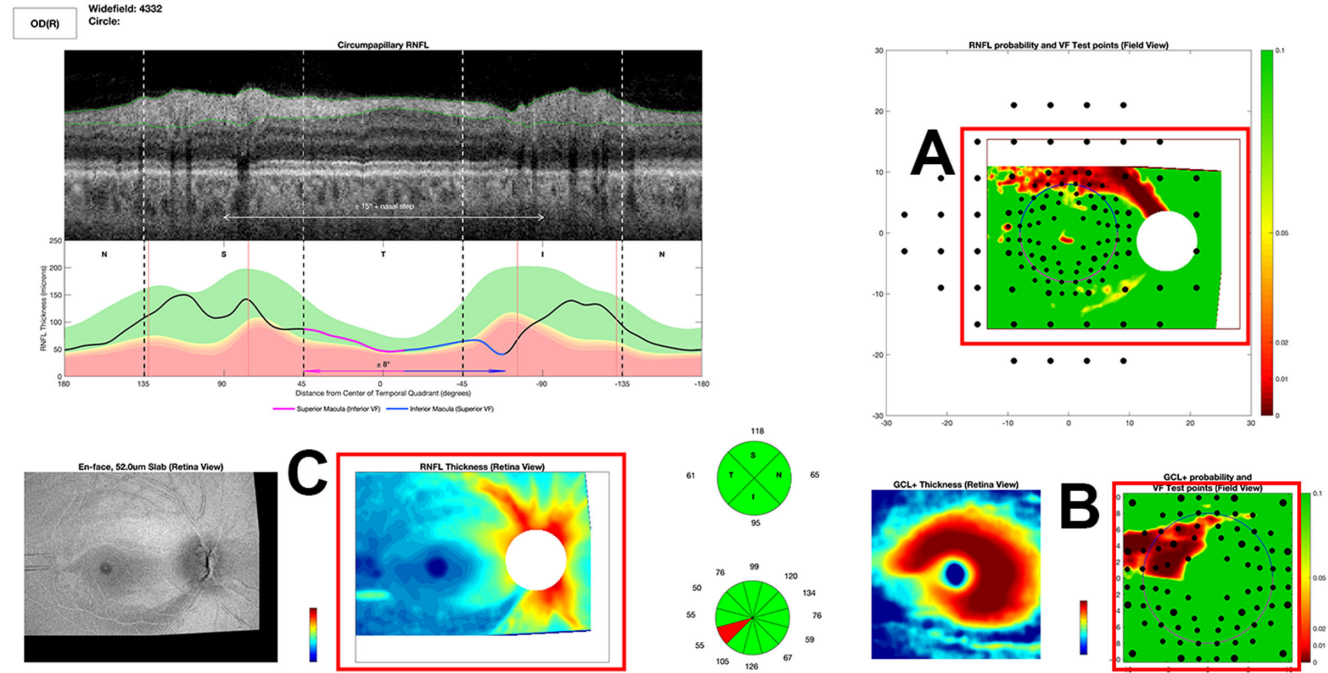 OD(R)
Widefield: 4332
Circle:
Circumpapillary RNFL
± 15° + nasal step
250
200
150
100
50
0
RNFL Thickness (microns)
N S T I N
± 8°
180 135 90 45 0 -45 -90 -135 -180
Distance from Center of Temporal Quadrant (degrees)
Superior Macula (Inferior VF) Inferior Macula (Superior VF)
RNFL probability and VF Test points (Field View)
A
30
20
10
0
-10
-20
-30
-30 -20 -10 0 10 20 30
0.1
0.05
0.02
0.01
0
En-face, 52.0um Slab (Retina View)
C
RNFL Thickness (Retina View)
118
61 S T N I 65
95
99
76 120
50 134
55 76
55 59
105 67
126
GCL+ Thickness (Retina View)
B
GCL+ probability and
VF Test points (Field View)
0.1
0.05
0.02
0.01
0